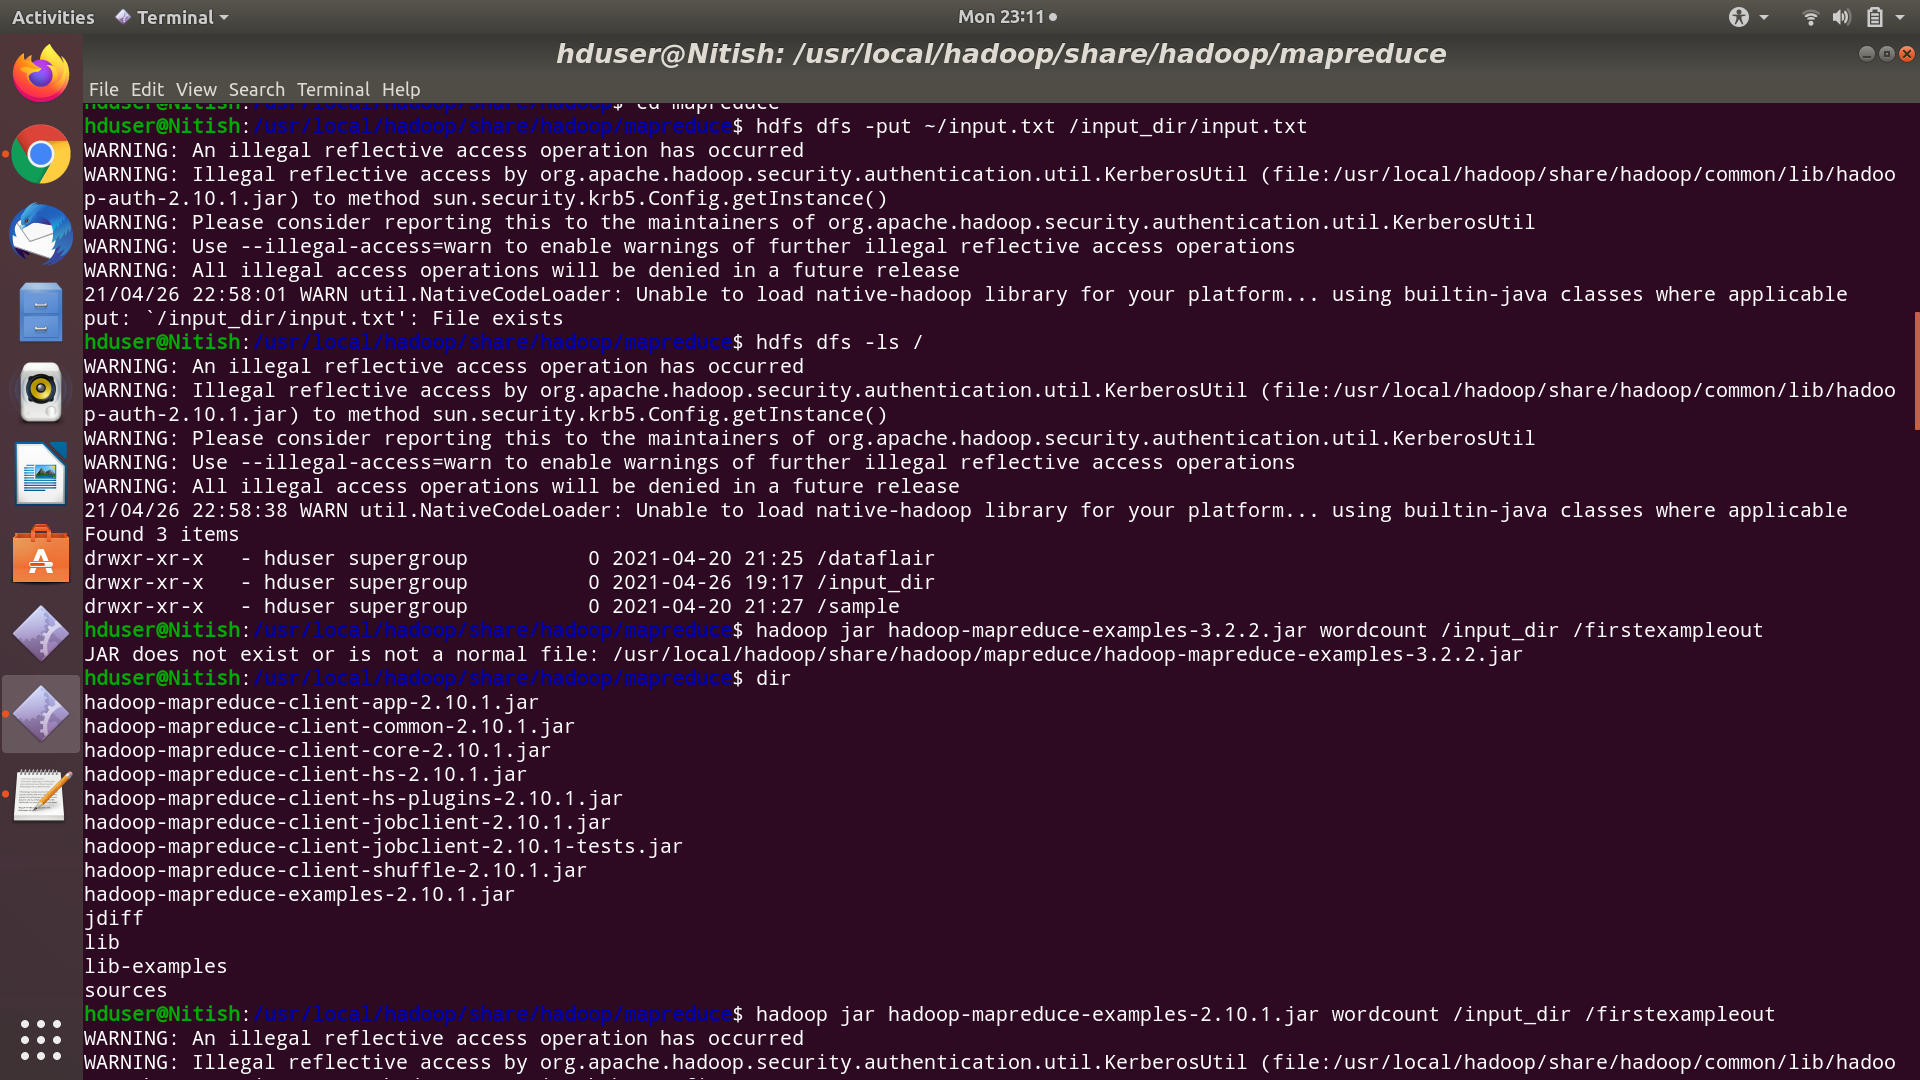 Activities
Terminal
Mon 23:11
hduser@Nitish: /usr/local/hadoop/share/hadoop/mapreduce
File Edit View Search Terminal Help
hduser@Nitish:/usr/local/hadoop/share/hadoop$ cd mapreduce
hduser@Nitish:/usr/local/hadoop/share/hadoop/mapreduce$ hdfs dfs -put ~/input.txt /input_dir/input.txt
WARNING: An illegal reflective access operation has occurred
WARNING: Illegal reflective access by org.apache.hadoop.security.authentication.util.KerberosUtil (file:/usr/local/hadoop/share/hadoop/common/lib/hadoo
p-auth-2.10.1.jar) to method sun.security.krb5.Config.getInstance()
WARNING: Please consider reporting this to the maintainers of org.apache.hadoop.security.authentication.util.KerberosUtil
WARNING: Use --illegal-access=warn to enable warnings of further illegal reflective access operations
WARNING: All illegal access operations will be denied in a future release
21/04/26 22:58:01 WARN util.NativeCodeLoader: Unable to load native-hadoop library for your platform... using builtin-java classes where applicable
put: `/input_dir/input.txt': File exists
hduser@Nitish:/usr/local/hadoop/share/hadoop/mapreduce$ hdfs dfs -ls /
WARNING: An illegal reflective access operation has occurred
WARNING: Illegal reflective access by org.apache.hadoop.security.authentication.util.KerberosUtil (file:/usr/local/hadoop/share/hadoop/common/lib/hadoo
p-auth-2.10.1.jar) to method sun.security.krb5.Config.getInstance()
WARNING: Please consider reporting this to the maintainers of org.apache.hadoop.security.authentication.util.KerberosUtil
WARNING: Use --illegal-access=warn to enable warnings of further illegal reflective access operations
WARNING: All illegal access operations will be denied in a future release
21/04/26 22:58:38 WARN util.NativeCodeLoader: Unable to load native-hadoop library for your platform... using builtin-java classes where applicable
Found 3 items
drwxr-xr-x   - hduser supergroup          0 2021-04-20 21:25 /dataflair
drwxr-xr-x   - hduser supergroup          0 2021-04-26 19:17 /input_dir
drwxr-xr-x   - hduser supergroup          0 2021-04-20 21:27 /sample
hduser@Nitish:/usr/local/hadoop/share/hadoop/mapreduce$ hadoop jar hadoop-mapreduce-examples-3.2.2.jar wordcount /input_dir /firstexampleout
JAR does not exist or is not a normal file: /usr/local/hadoop/share/hadoop/mapreduce/hadoop-mapreduce-examples-3.2.2.jar
hduser@Nitish:/usr/local/hadoop/share/hadoop/mapreduce$ dir
hadoop-mapreduce-client-app-2.10.1.jar
hadoop-mapreduce-client-common-2.10.1.jar
hadoop-mapreduce-client-core-2.10.1.jar
hadoop-mapreduce-client-hs-2.10.1.jar
hadoop-mapreduce-client-hs-plugins-2.10.1.jar
hadoop-mapreduce-client-jobclient-2.10.1.jar
hadoop-mapreduce-client-jobclient-2.10.1-tests.jar
hadoop-mapreduce-client-shuffle-2.10.1.jar
hadoop-mapreduce-examples-2.10.1.jar
jdiff
lib
lib-examples
sources
hduser@Nitish:/usr/local/hadoop/share/hadoop/mapreduce$ hadoop jar hadoop-mapreduce-examples-2.10.1.jar wordcount /input_dir /firstexampleout
WARNING: An illegal reflective access operation has occurred
WARNING: Illegal reflective access by org.apache.hadoop.security.authentication.util.KerberosUtil (file:/usr/local/hadoop/share/hadoop/common/lib/hadoo